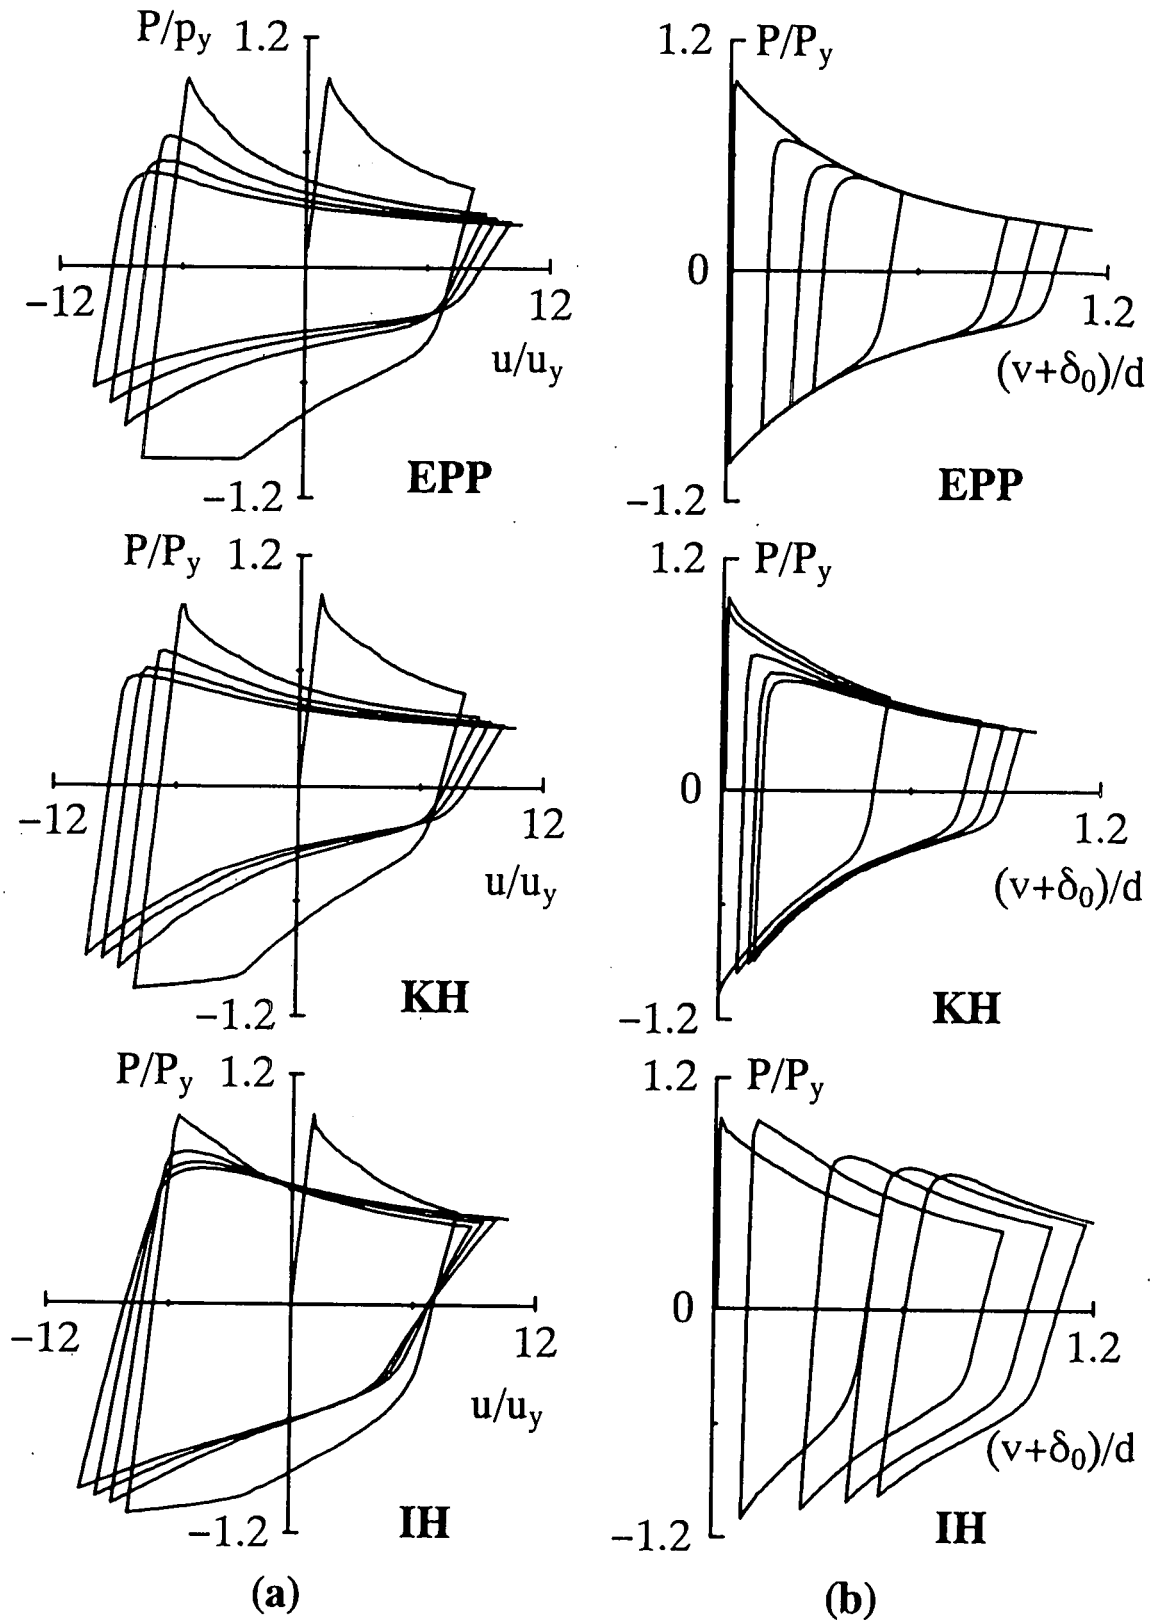 P/p_y 1.2
-12
12
u/u_y
-1.2
EPP
1.2 P/P_y
0
1.2
(v+δ_0)/d
-1.2
EPP
P/P_y 1.2
-12
12
u/u_y
-1.2
KH
1.2 P/P_y
0
1.2
(v+δ_0)/d
-1.2
KH
P/P_y 1.2
-12
12
u/u_y
-1.2
IH
1.2 P/P_y
0
1.2
(v+δ_0)/d
-1.2
IH
(a)
(b)